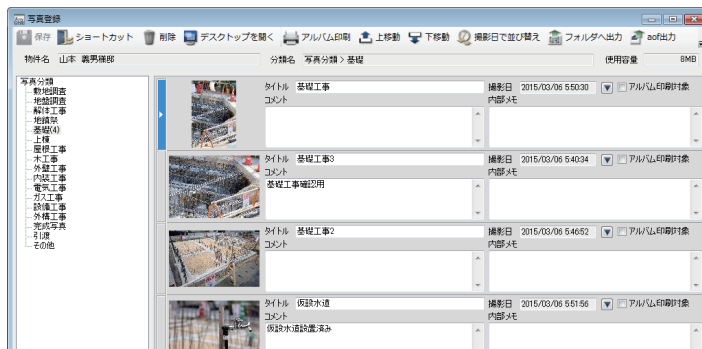 写真登録
保存 ショートカット 削除 デスクトップを開く アルバム印刷 上移動 下移動 撮影日で並び替え フォルダへ出力 aof出力
物件名 山本 義男様邸 分類名 写真分類 > 基礎 使用容量 8MB
写真分類
敷地調査
地盤調査
解体工事
地鎮祭
基礎(4)
上棟
屋根工事
木工事
外壁工事
内装工事
電気工事
ガス工事
設備工事
外構工事
完成写真
引渡
その他
タイトル 基礎工事 撮影日 2015/03/06 5:50:30 アルバム印刷対象
コメント 内部メモ
タイトル 基礎工事3 撮影日 2015/03/06 5:40:34 アルバム印刷対象
コメント 内部メモ
基礎工事確認用
タイトル 基礎工事2 撮影日 2015/03/06 5:46:52 アルバム印刷対象
コメント 内部メモ
タイトル 仮設水道 撮影日 2015/03/06 5:51:56 アルバム印刷対象
コメント 内部メモ
仮設水道設置済み